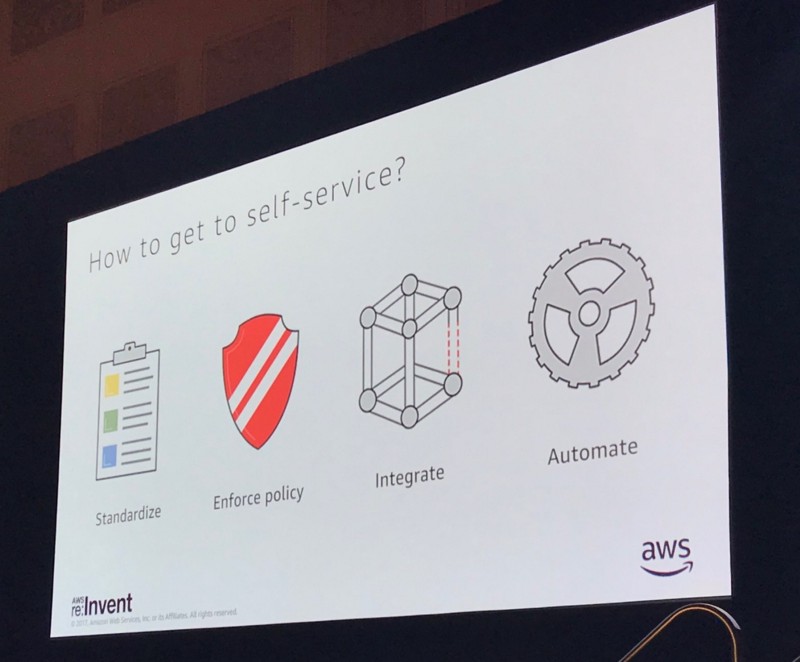 How to get to self-service?
Standardize
Enforce policy
Integrate
Automate
AWS
re:Invent
© 2017, Amazon Web Services, Inc. or its Affiliates. All rights reserved.
aws